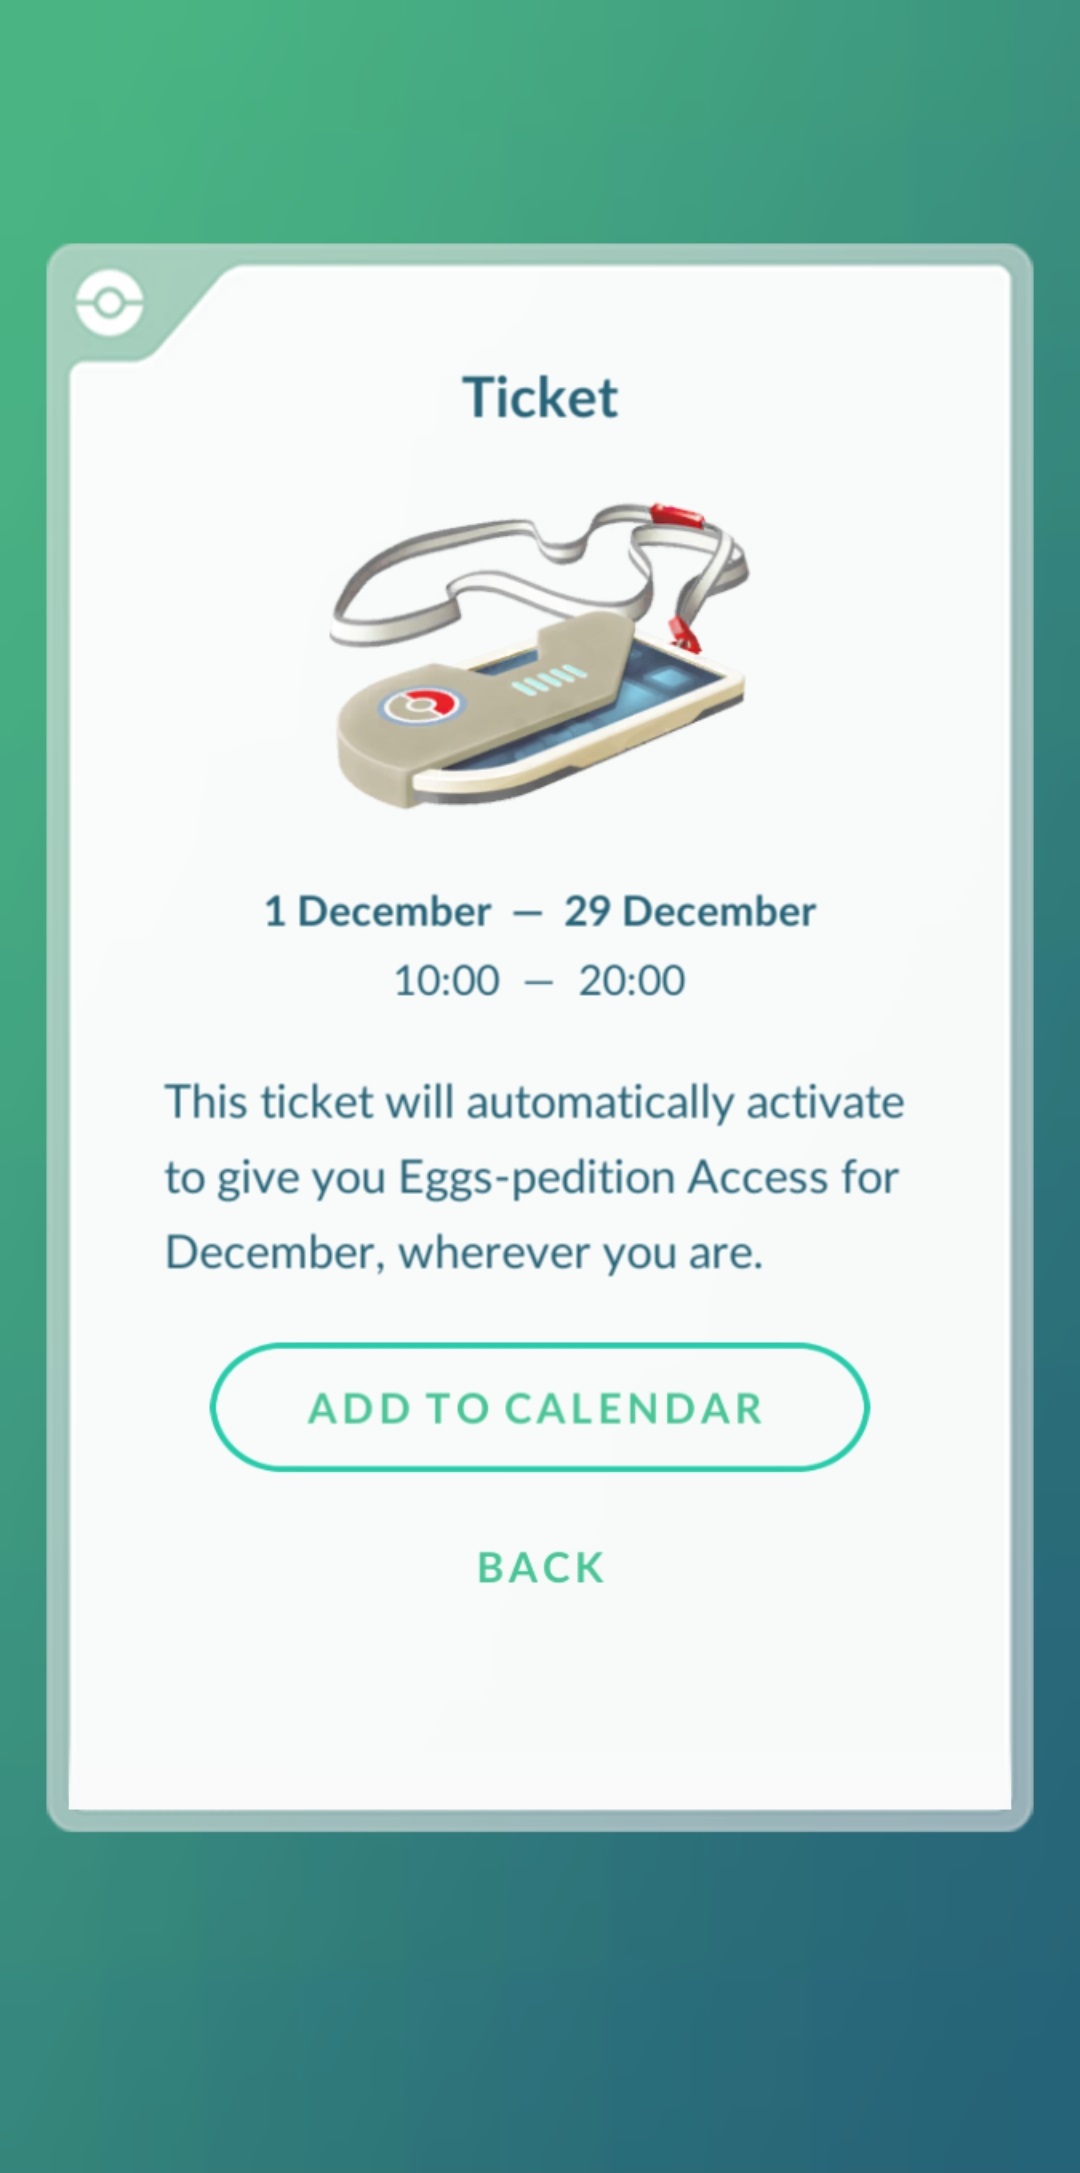 Ticket
1 December — 29 December
10:00 — 20:00
This ticket will automatically activate
to give you Eggs-pedition Access for
December, wherever you are.
ADD TO CALENDAR
BACK